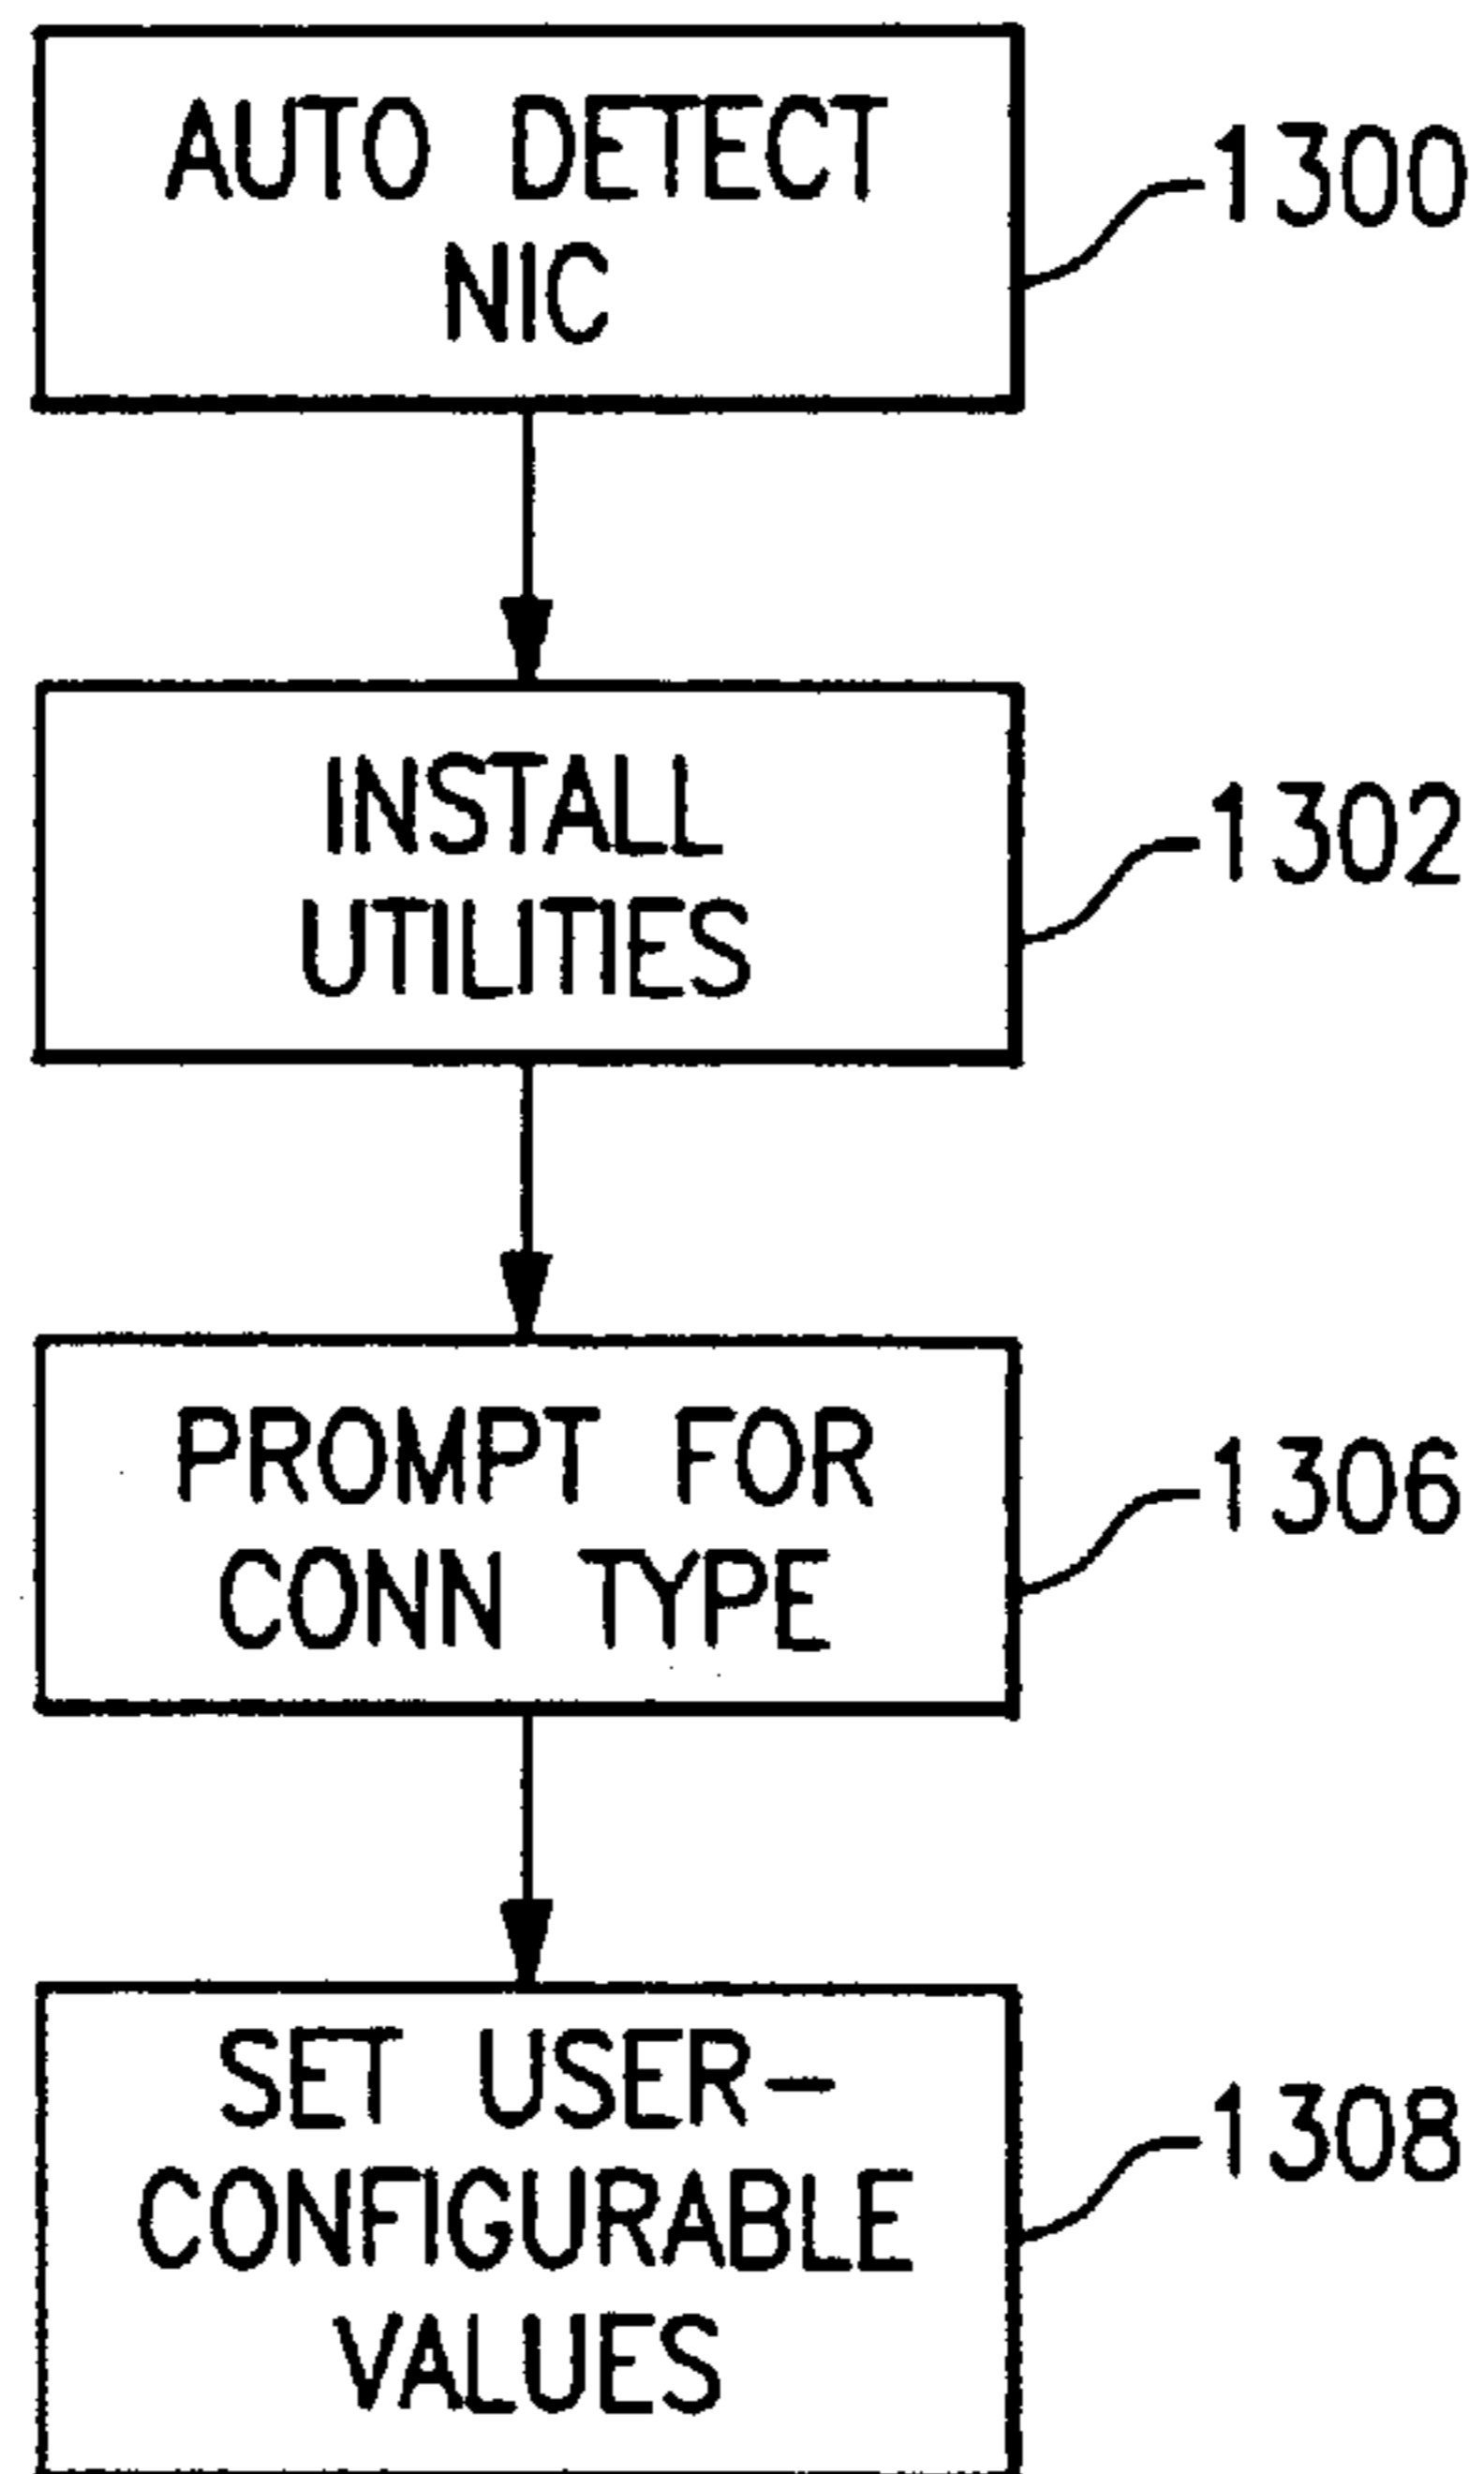 AUTO DETECT
NIC
1300
INSTALL
UTILITIES
1302
PROMPT FOR
CONN TYPE
1306
SET USER-
CONFIGURABLE
VALUES
1308